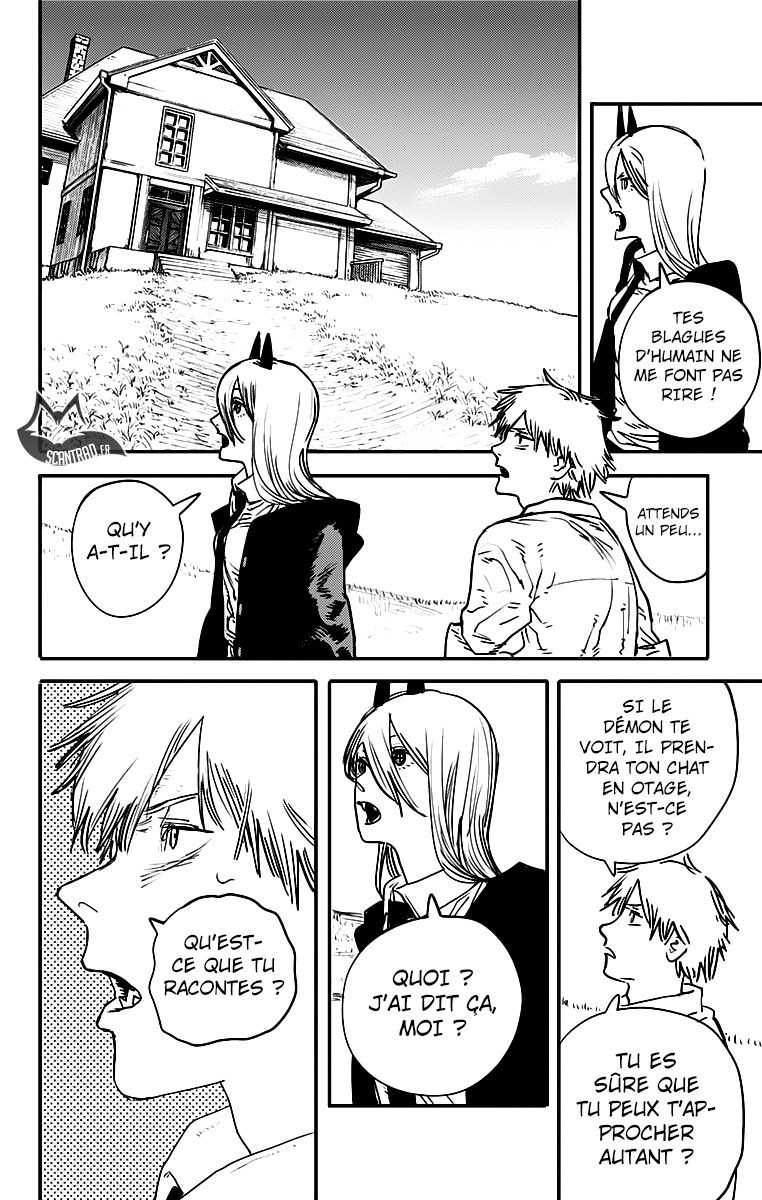 TES
BLAGUES
D'HUMAIN NE
ME FONT PAS
RIRE !
SCANTRAD.FR
ATTENDS
UN PEU...
QU'Y
A-T-IL ?
SI LE
DÉMON TE
VOIT, IL PREN-
DRA TON CHAT
EN OTAGE,
N'EST-CE
PAS ?
TU ES
SÛRE QUE
TU PEUX T'AP-
PROCHER
AUTANT ?
QUOI ?
J'AI DIT ÇA,
MOI ?
QU'EST-
CE QUE TU
RACONTES ?